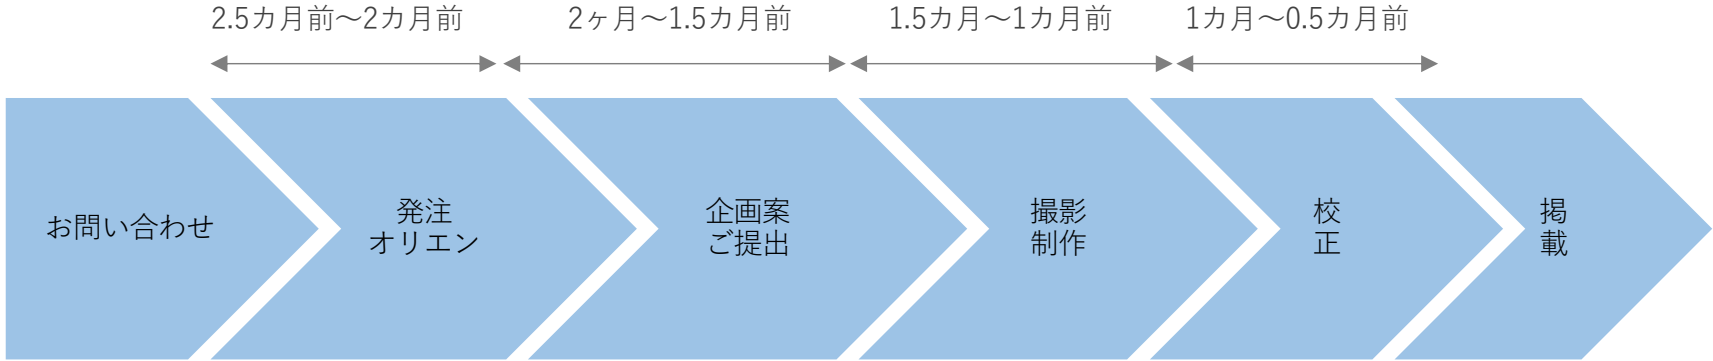 2.5カ月前～2カ月前
2ヶ月～1.5カ月前
1.5カ月～1カ月前
1カ月～0.5カ月前
お問い合わせ
発注
オリエン
企画案
ご提出
撮影
制作
校
正
掲
載